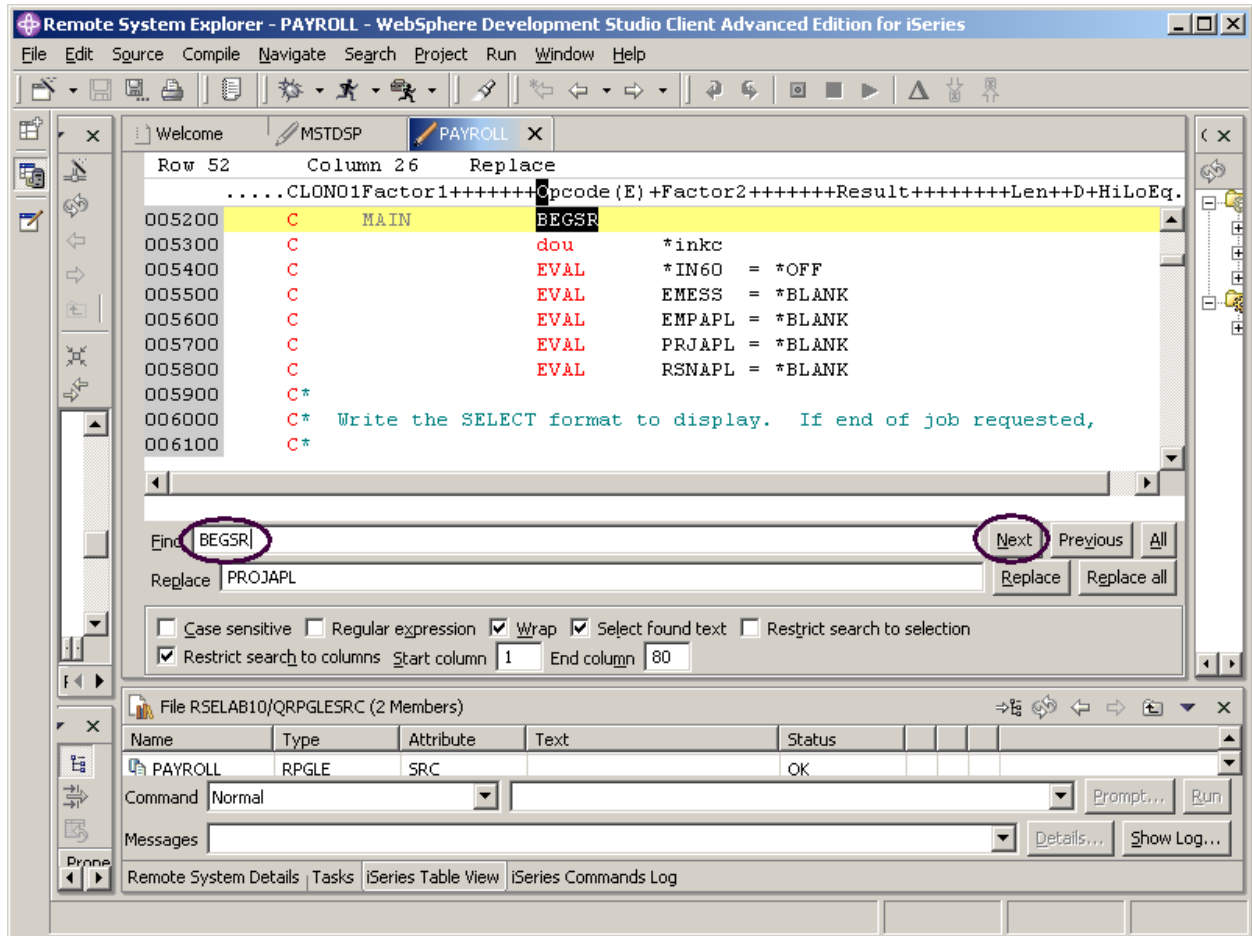 Remote System Explorer - PAYROLL - WebSphere Development Studio Client Advanced Edition for iSeries
File Edit Source Compile Navigate Search Project Run Window Help
Welcome MSTDSP PAYROLL
Row 52 Column 26 Replace
.....CL0N01Factor1+++++++Opcode(E)+Factor2+++++++Result++++++++Len++D+HiLoEq.
005200 C MAIN BEGSR
005300 C dou *inkc
005400 C EVAL *IN60 = *OFF
005500 C EVAL EMESS = *BLANK
005600 C EVAL EMPAPL = *BLANK
005700 C EVAL PRJAPL = *BLANK
005800 C EVAL RSNAPL = *BLANK
005900 C*
006000 C* Write the SELECT format to display. If end of job requested,
006100 C*
Find BEGSR Next Previous All
Replace PROJAPL Replace Replace all
Case sensitive Regular expression Wrap Select found text Restrict search to selection
Restrict search to columns Start column 1 End column 80
File RSELAB10/QRPGLESRC (2 Members)
Name Type Attribute Text Status
PAYROLL RPGLE SRC OK
Command Normal Prompt... Run
Messages Details... Show Log...
Prope
Remote System Details Tasks iSeries Table View iSeries Commands Log